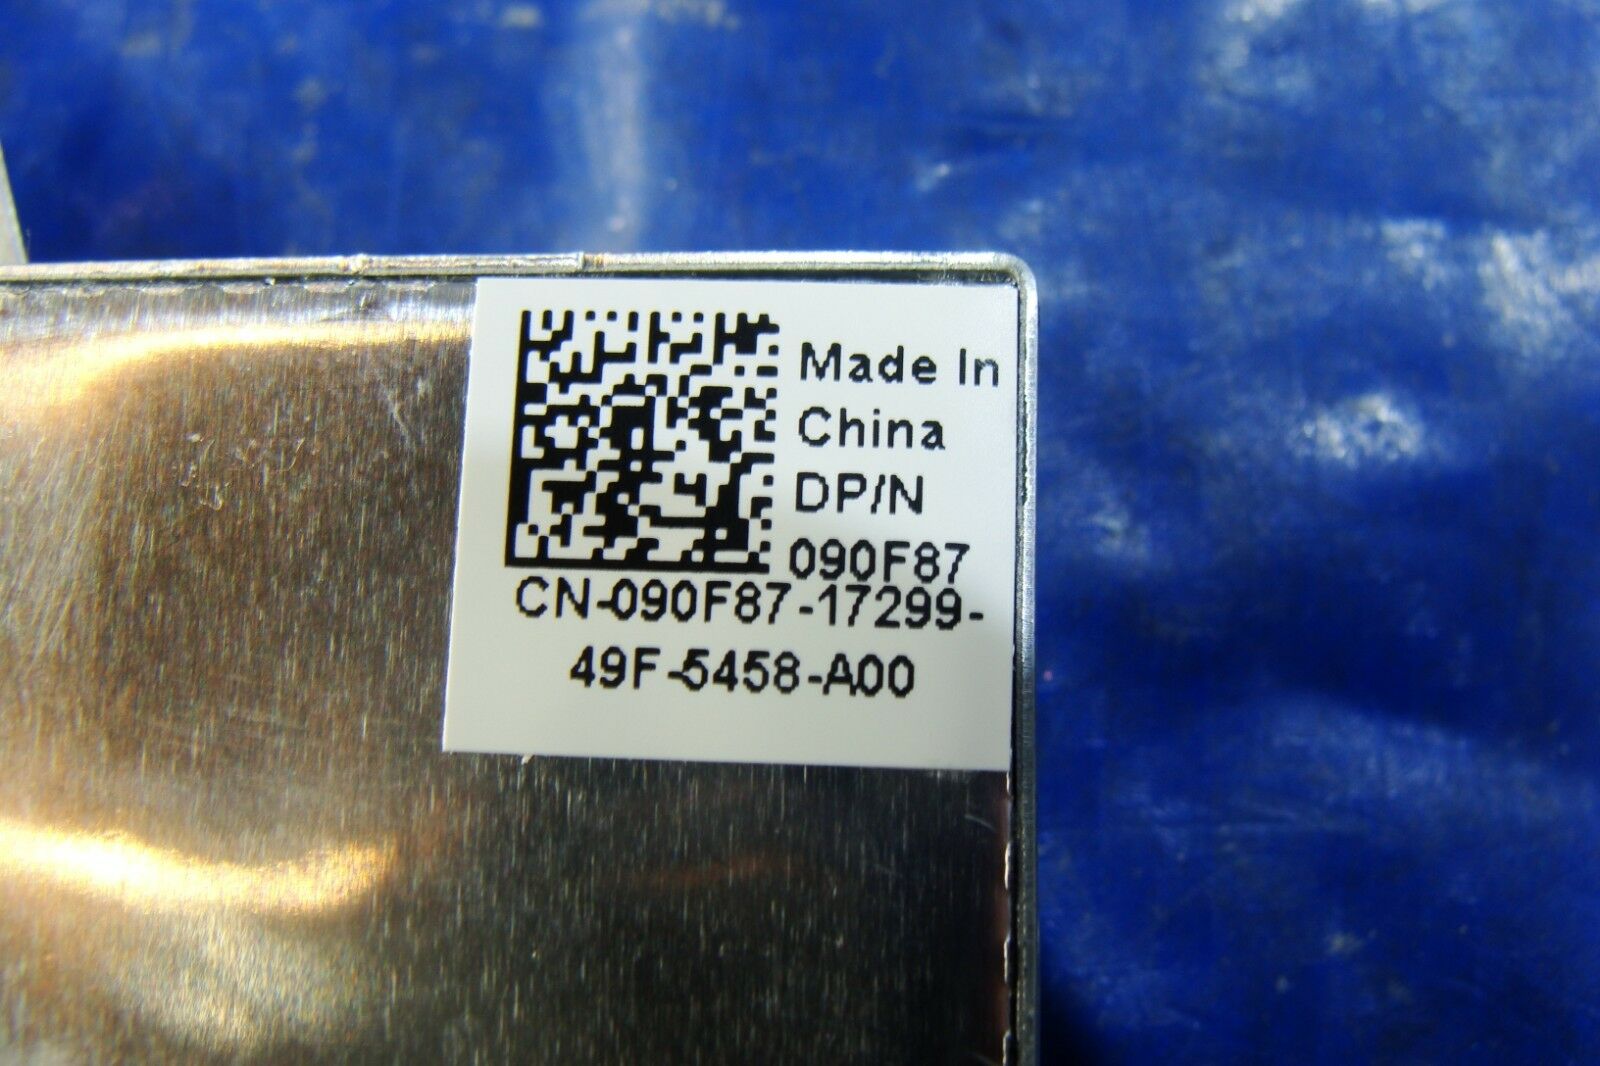 Made In
China
DP/N
090F87
CN-090F87-17299-
49F-5458-A00